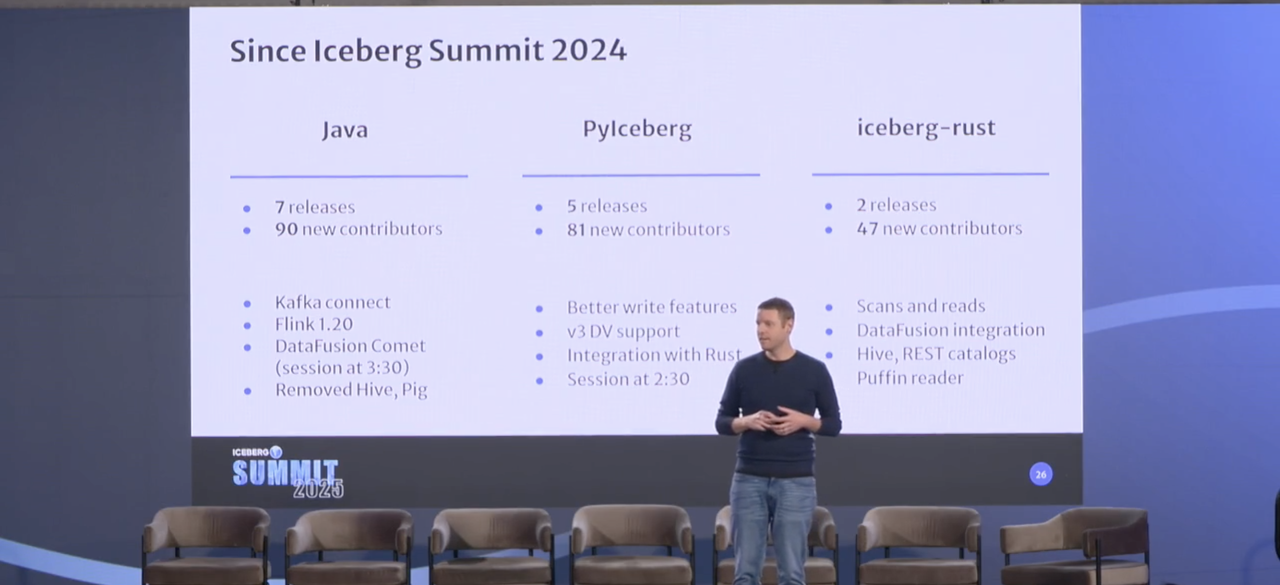 Since Iceberg Summit 2024
Java
7 releases
90 new contributors
Kafka connect
Flink 1.20
DataFusion Comet
(session at 3:30)
Removed Hive, Pig
PyIceberg
5 releases
81 new contributors
Better write features
v3 DV support
Integration with Rust
Session at 2:30
iceberg-rust
2 releases
47 new contributors
Scans and reads
DataFusion integration
Hive, REST catalogs
Puffin reader
ICEBERG
SUMMIT
2025
26